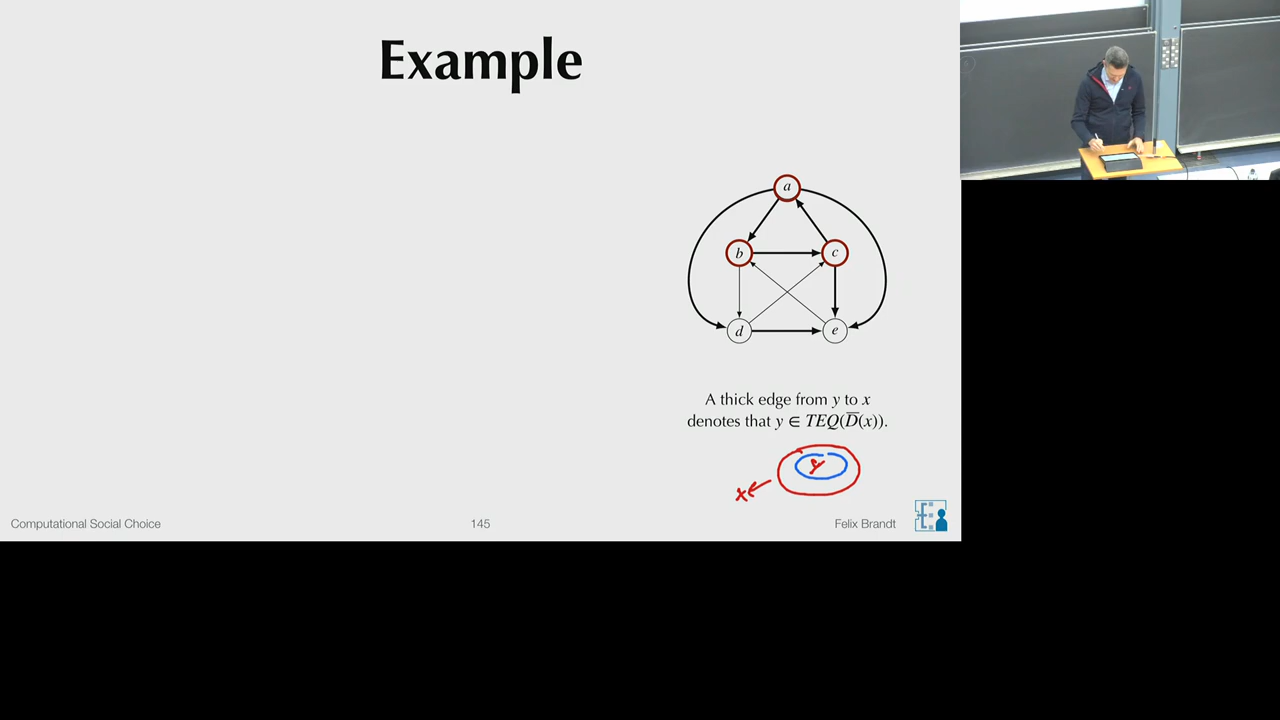 Example
a
b
c
d
e
A thick edge from y to x
denotes that y ∈ TEQ(D̅(x)).
y
x
Computational Social Choice
145
Felix Brandt